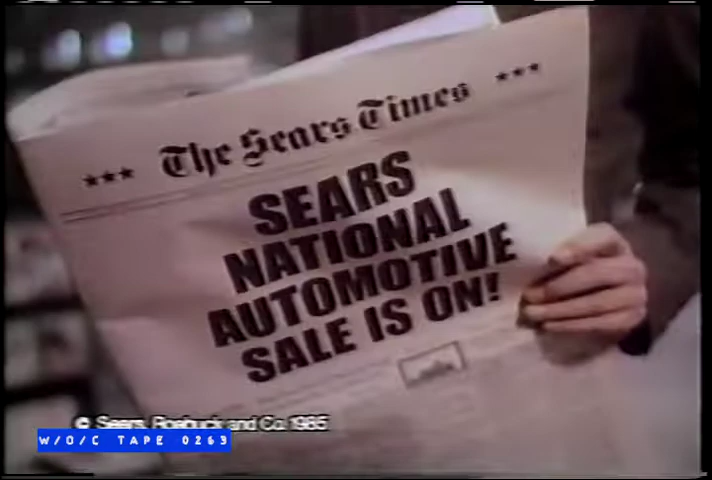 *** The Sears Times ***
SEARS
NATIONAL
AUTOMOTIVE
SALE IS ON!
© Sears, Roebuck and Co. 1985
W/O/C TAPE 0263